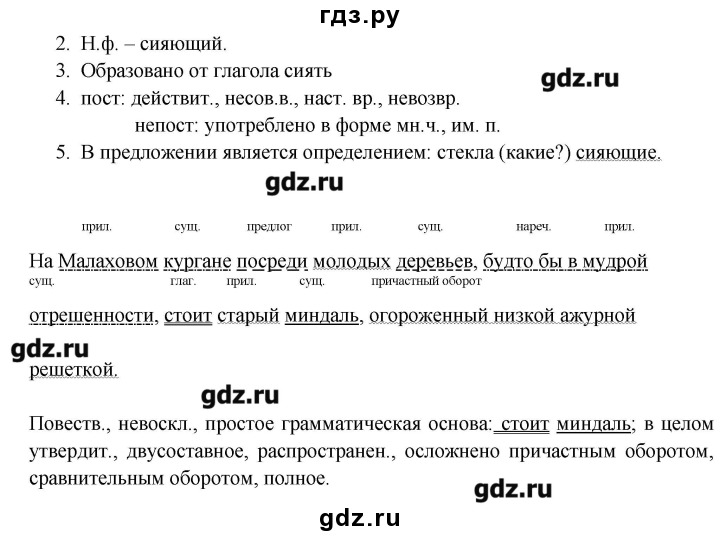 гдз.ру
2. Н.ф. – сияющий.
3. Образовано от глагола сиять
gdz.ru
4. пост: действит., несов.в., наст. вр., невозвр.
непост: употреблено в форме мн.ч., им. п.
5. В предложении является определением: стекла (какие?) сияющие.
gdz.ru
прил. сущ. предлог прил. сущ. нареч. прил.
На Малаховом кургане посреди молодых деревьев, будто бы в мудрой
сущ. глаг. прил. сущ. причастный оборот
отрешенности, стоит старый миндаль, огороженный низкой ажурной
gdz.ru
решеткой.
gdz.ru
Повеств., невоскл., простое грамматическая основа: стоит миндаль; в целом
утвердит., двусоставное, распространен., осложнено причастным оборотом,
сравнительным оборотом, полное.
gdz.ru
gdz.ru